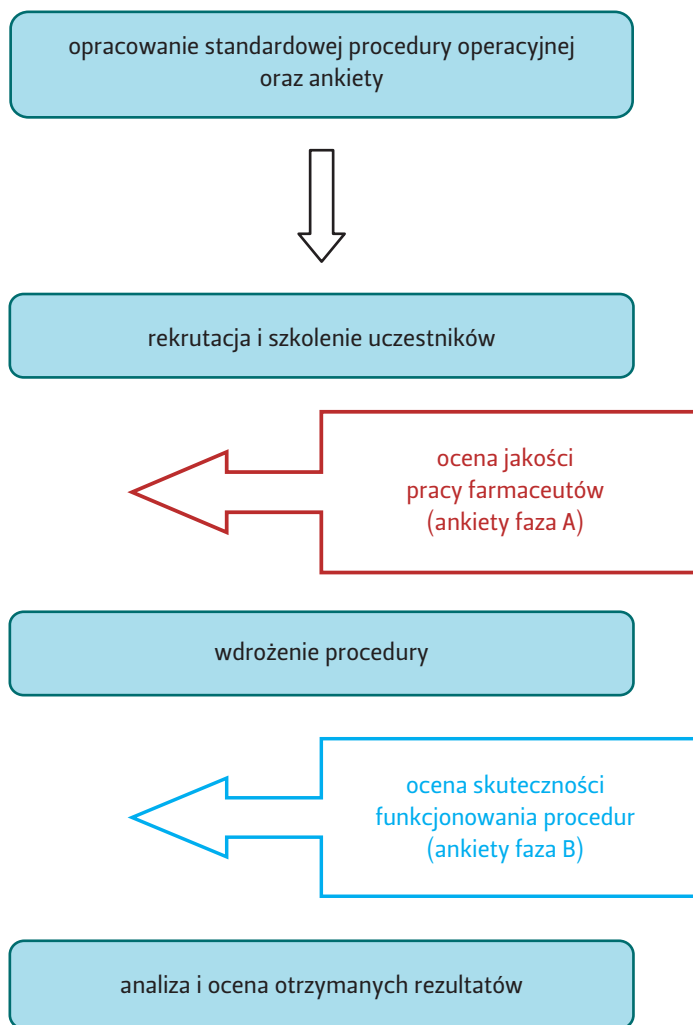 opracowanie standardowej procedury operacyjnej
oraz ankiety
rekrutacja i szkolenie uczestników
ocena jakości
pracy farmaceutów
(ankiety faza A)
wdrożenie procedury
ocena skuteczności
funkcjonowania procedur
(ankiety faza B)
analiza i ocena otrzymanych rezultatów